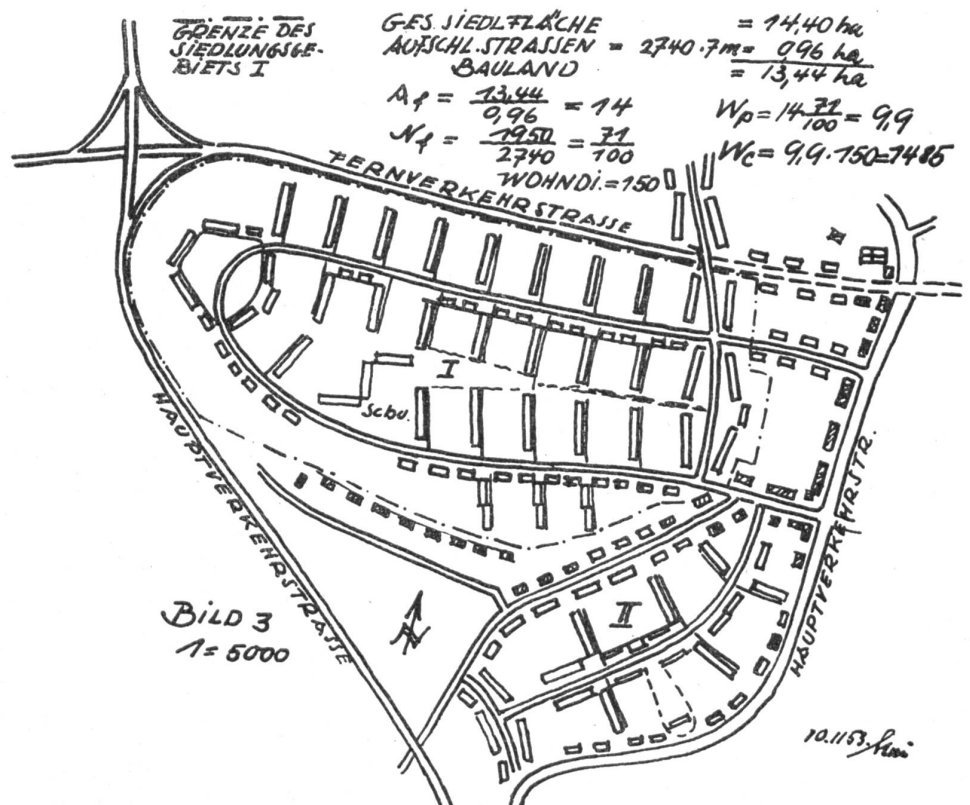 GRENZE DES
SIEDLUNGSGE-
BIETS I
GES. SIEDLFLÄCHE = 14,40 ha
AUFSCHL. STRASSEN = 2740·7m = 0,96 ha
BAULAND = 13,44 ha
Af = 13,44 / 0,96 = 14
Nf = 1950 / 2740 = 71 / 100
WOHNDI. = 150
Wp = 14 71/100 = 9,9
Wc = 9,9·150 = 1485
FERNVERKEHRSTRASSE
I
Schu.
HAUPTVERKEHRSTRASSE
HAUPTVERKEHRSTR.
II
N
BILD 3
1 = 5000
10.11.53.